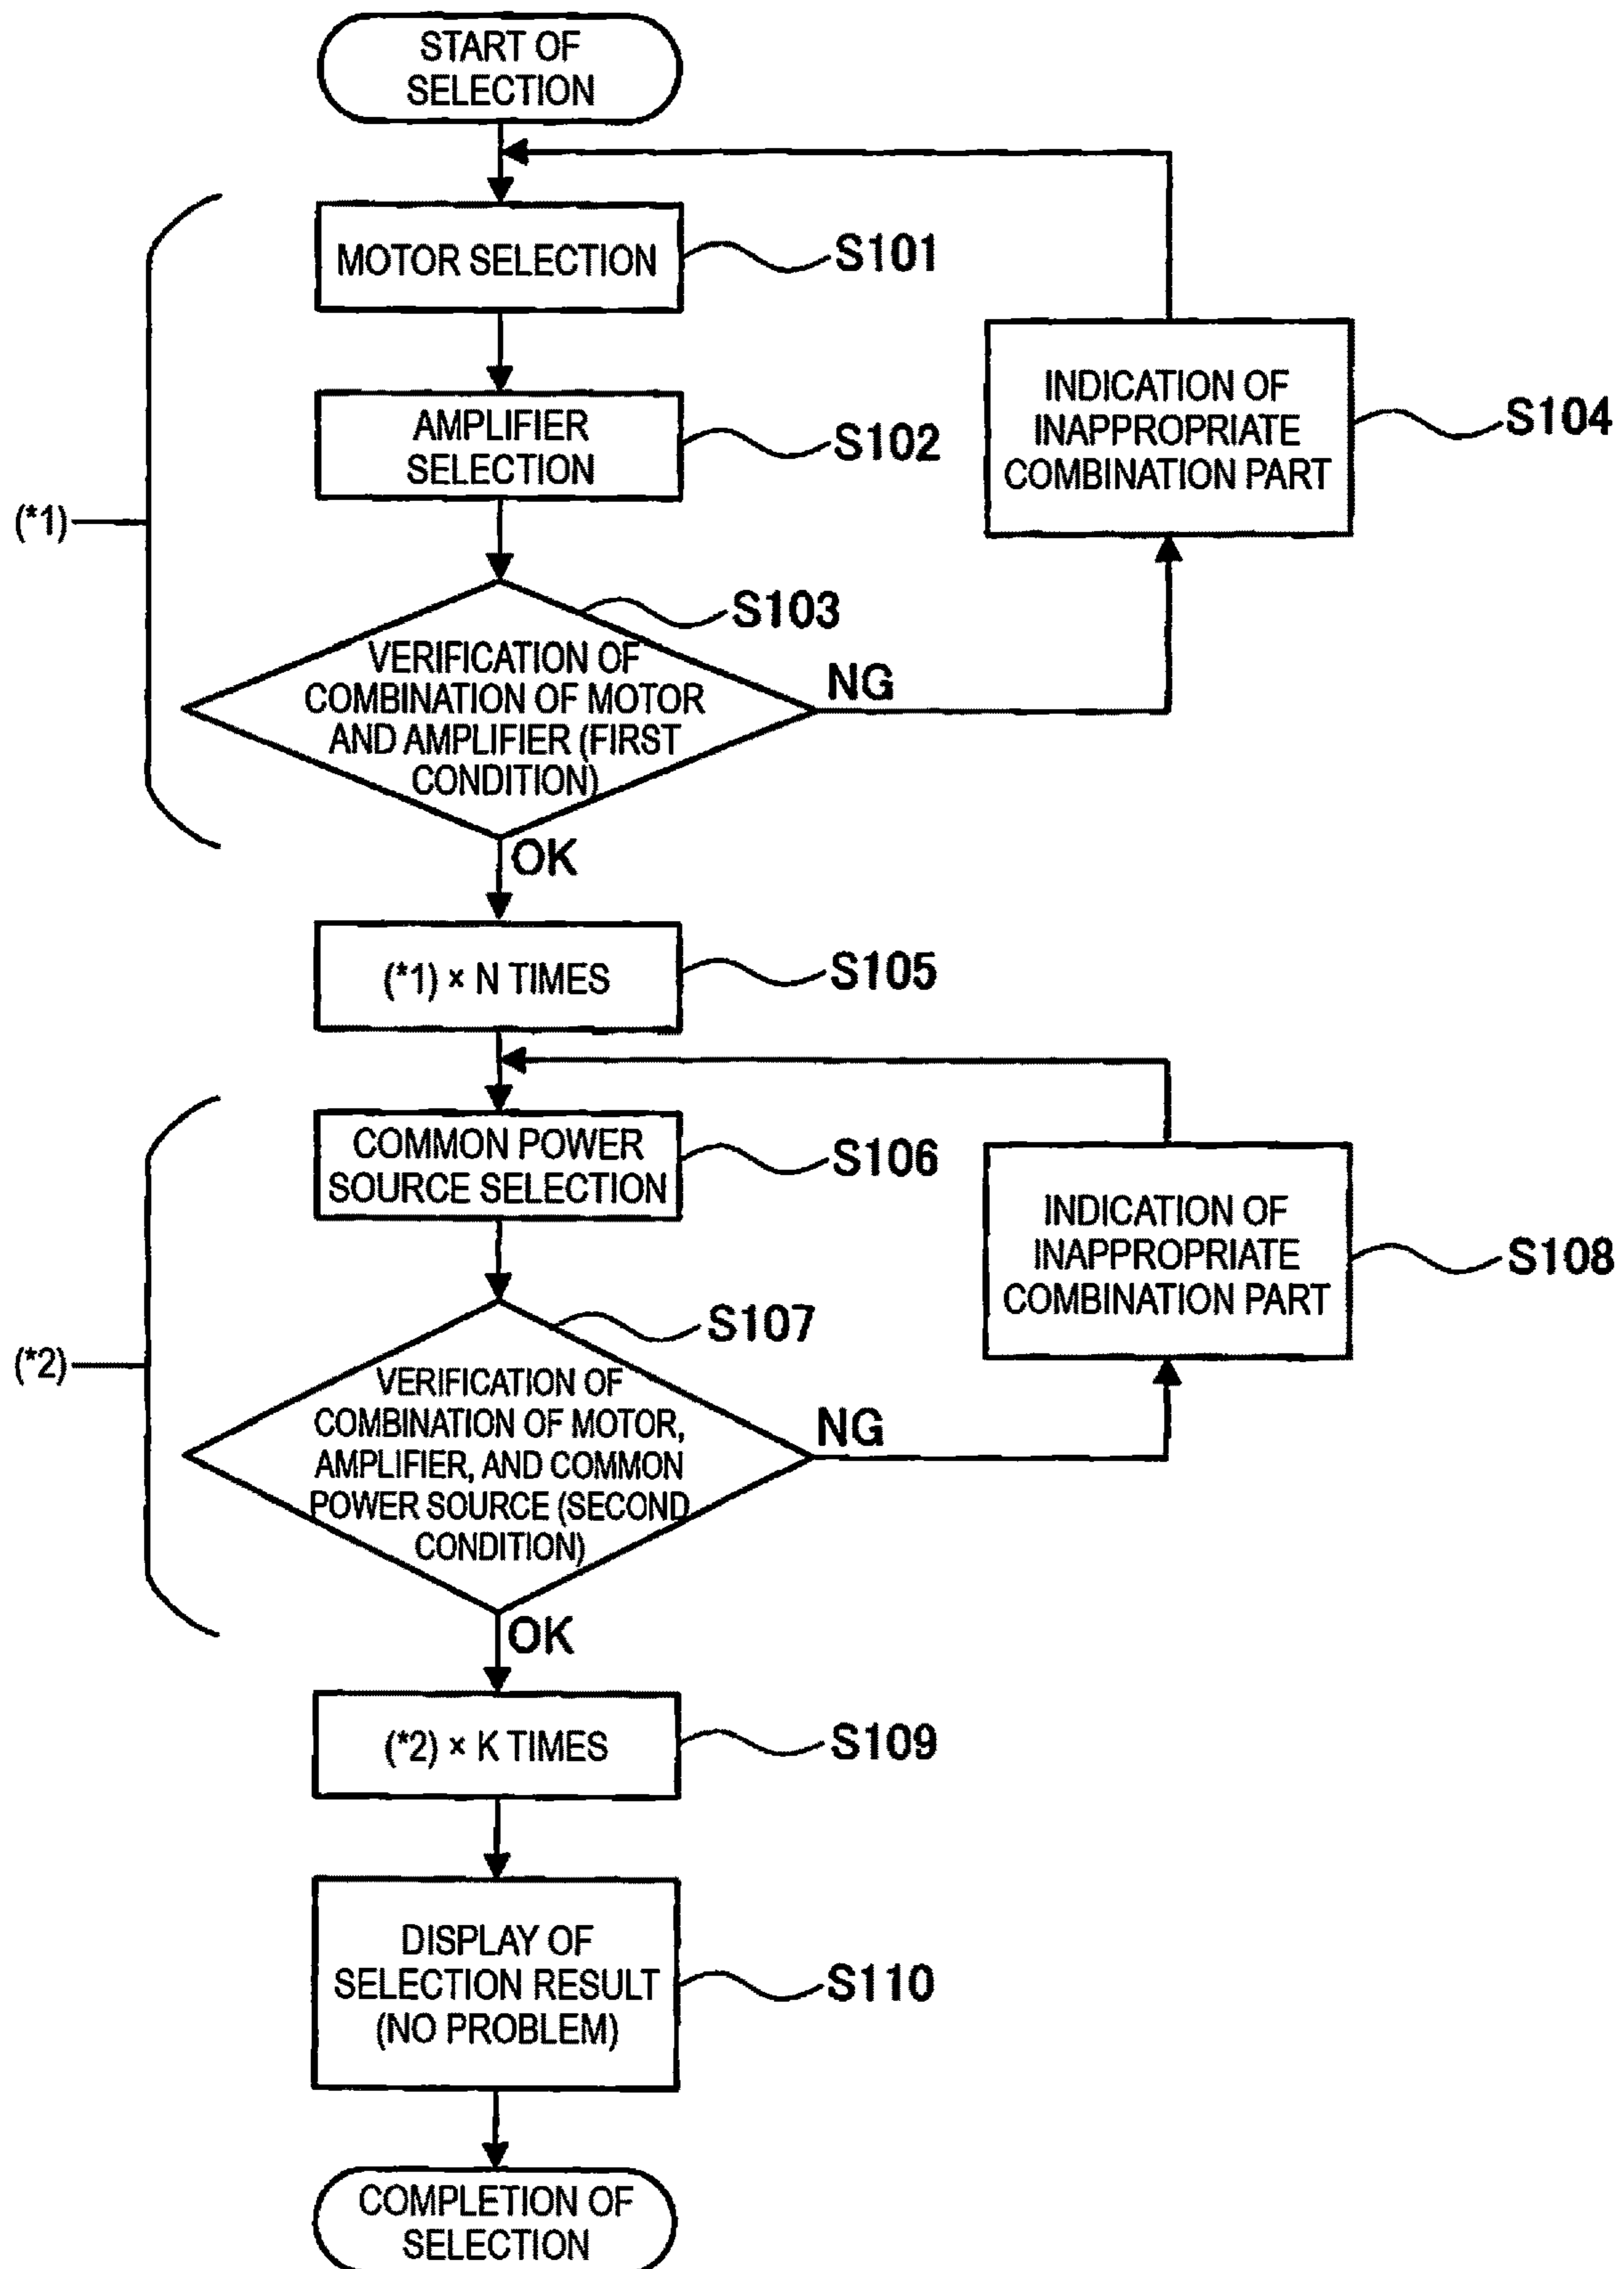 START OF
SELECTION
MOTOR SELECTION
S101
AMPLIFIER
SELECTION
S102
INDICATION OF
INAPPROPRIATE
COMBINATION PART
S104
(*1)
S103
VERIFICATION OF
COMBINATION OF MOTOR
AND AMPLIFIER (FIRST
CONDITION)
NG
OK
(*1) × N TIMES
S105
COMMON POWER
SOURCE SELECTION
S106
INDICATION OF
INAPPROPRIATE
COMBINATION PART
S108
(*2)
S107
VERIFICATION OF
COMBINATION OF MOTOR,
AMPLIFIER, AND COMMON
POWER SOURCE (SECOND
CONDITION)
NG
OK
(*2) × K TIMES
S109
DISPLAY OF
SELECTION RESULT
(NO PROBLEM)
S110
COMPLETION OF
SELECTION